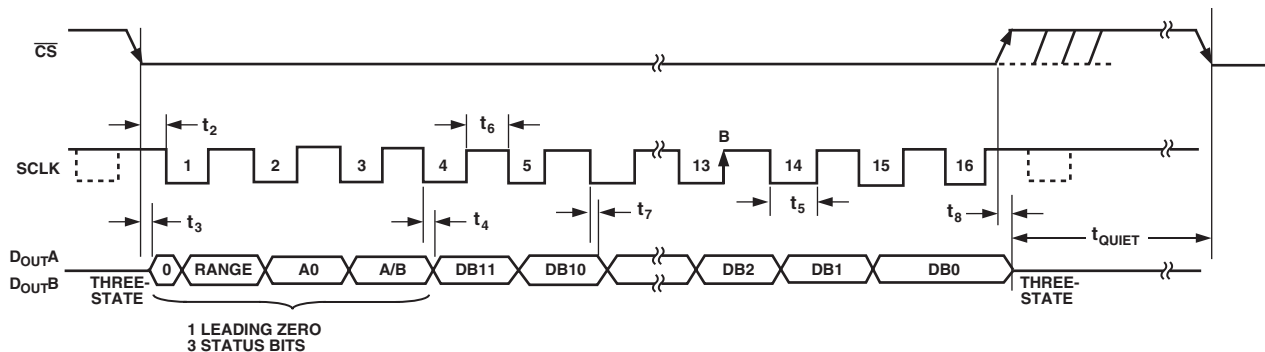 CS
t2
t6
B
SCLK
1
2
3
4
5
13
14
15
16
t3
t4
t7
t5
t8
tQUIET
DOUTA
DOUTB
THREE-
STATE
0
RANGE
A0
A/B
DB11
DB10
DB2
DB1
DB0
THREE-
STATE
1 LEADING ZERO
3 STATUS BITS